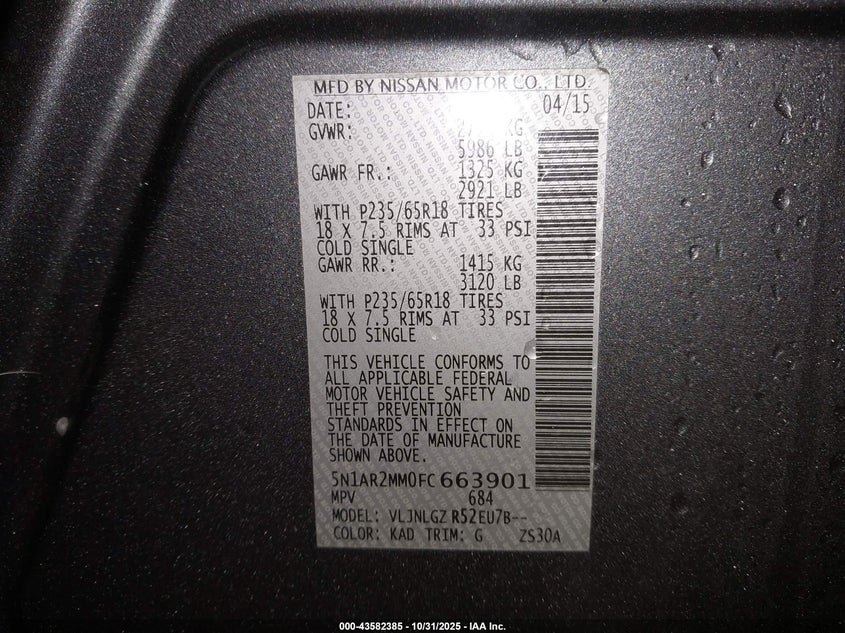 MFD BY NISSAN MOTOR CO., LTD.
DATE: 04/15
GVWR: KG
5986 LB
GAWR FR.: 1325 KG
2921 LB
WITH P235/65R18 TIRES
18 X 7.5 RIMS AT 33 PSI
COLD SINGLE
GAWR RR.: 1415 KG
3120 LB
WITH P235/65R18 TIRES
18 X 7.5 RIMS AT 33 PSI
COLD SINGLE
THIS VEHICLE CONFORMS TO
ALL APPLICABLE FEDERAL
MOTOR VEHICLE SAFETY AND
THEFT PREVENTION
STANDARDS IN EFFECT ON
THE DATE OF MANUFACTURE
SHOWN ABOVE.
5N1AR2MM0FC 663901
MPV 684
MODEL: VLJNLGZ R52EU7B--
COLOR: KAD TRIM: G ZS30A
000-43582385 - 10/31/2025 - IAA Inc.